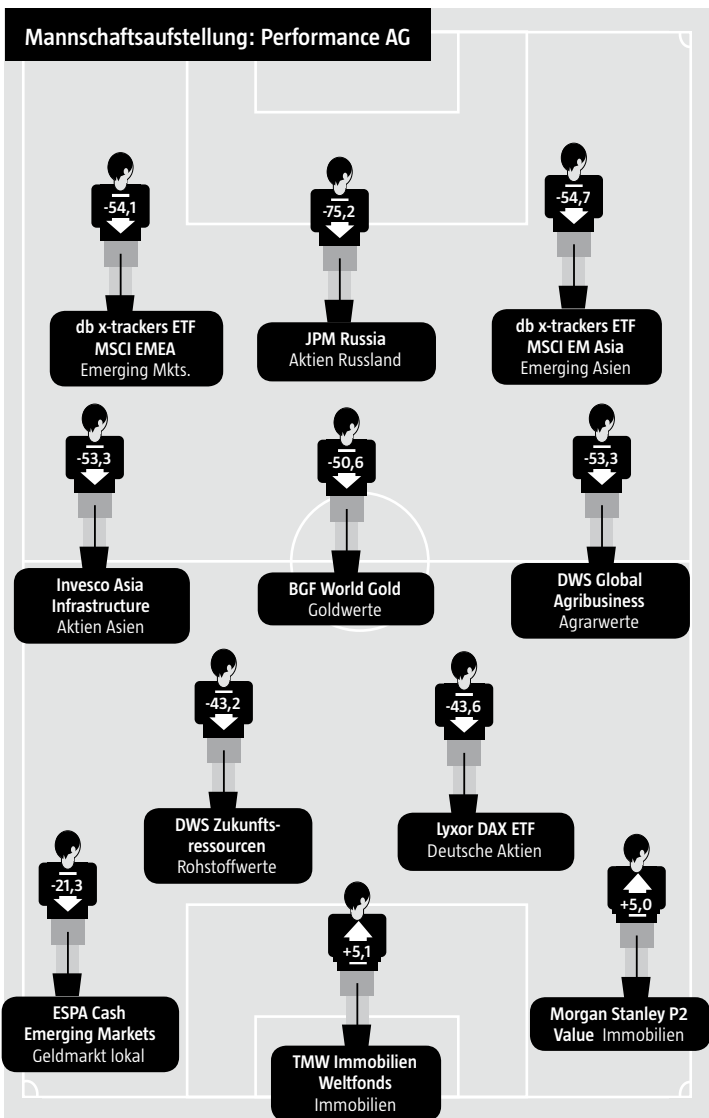 Mannschaftsaufstellung: Performance AG
-54,1
db x-trackers ETF
MSCI EMEA
Emerging Mkts.
-75,2
JPM Russia
Aktien Russland
-54,7
db x-trackers ETF
MSCI EM Asia
Emerging Asien
-53,3
Invesco Asia
Infrastructure
Aktien Asien
-50,6
BGF World Gold
Goldwerte
-53,3
DWS Global
Agribusiness
Agrarwerte
-43,2
DWS Zukunfts-
ressourcen
Rohstoffwerte
-43,6
Lyxor DAX ETF
Deutsche Aktien
-21,3
ESPA Cash
Emerging Markets
Geldmarkt lokal
+5,1
TMW Immobilien
Weltfonds
Immobilien
+5,0
Morgan Stanley P2
Value Immobilien